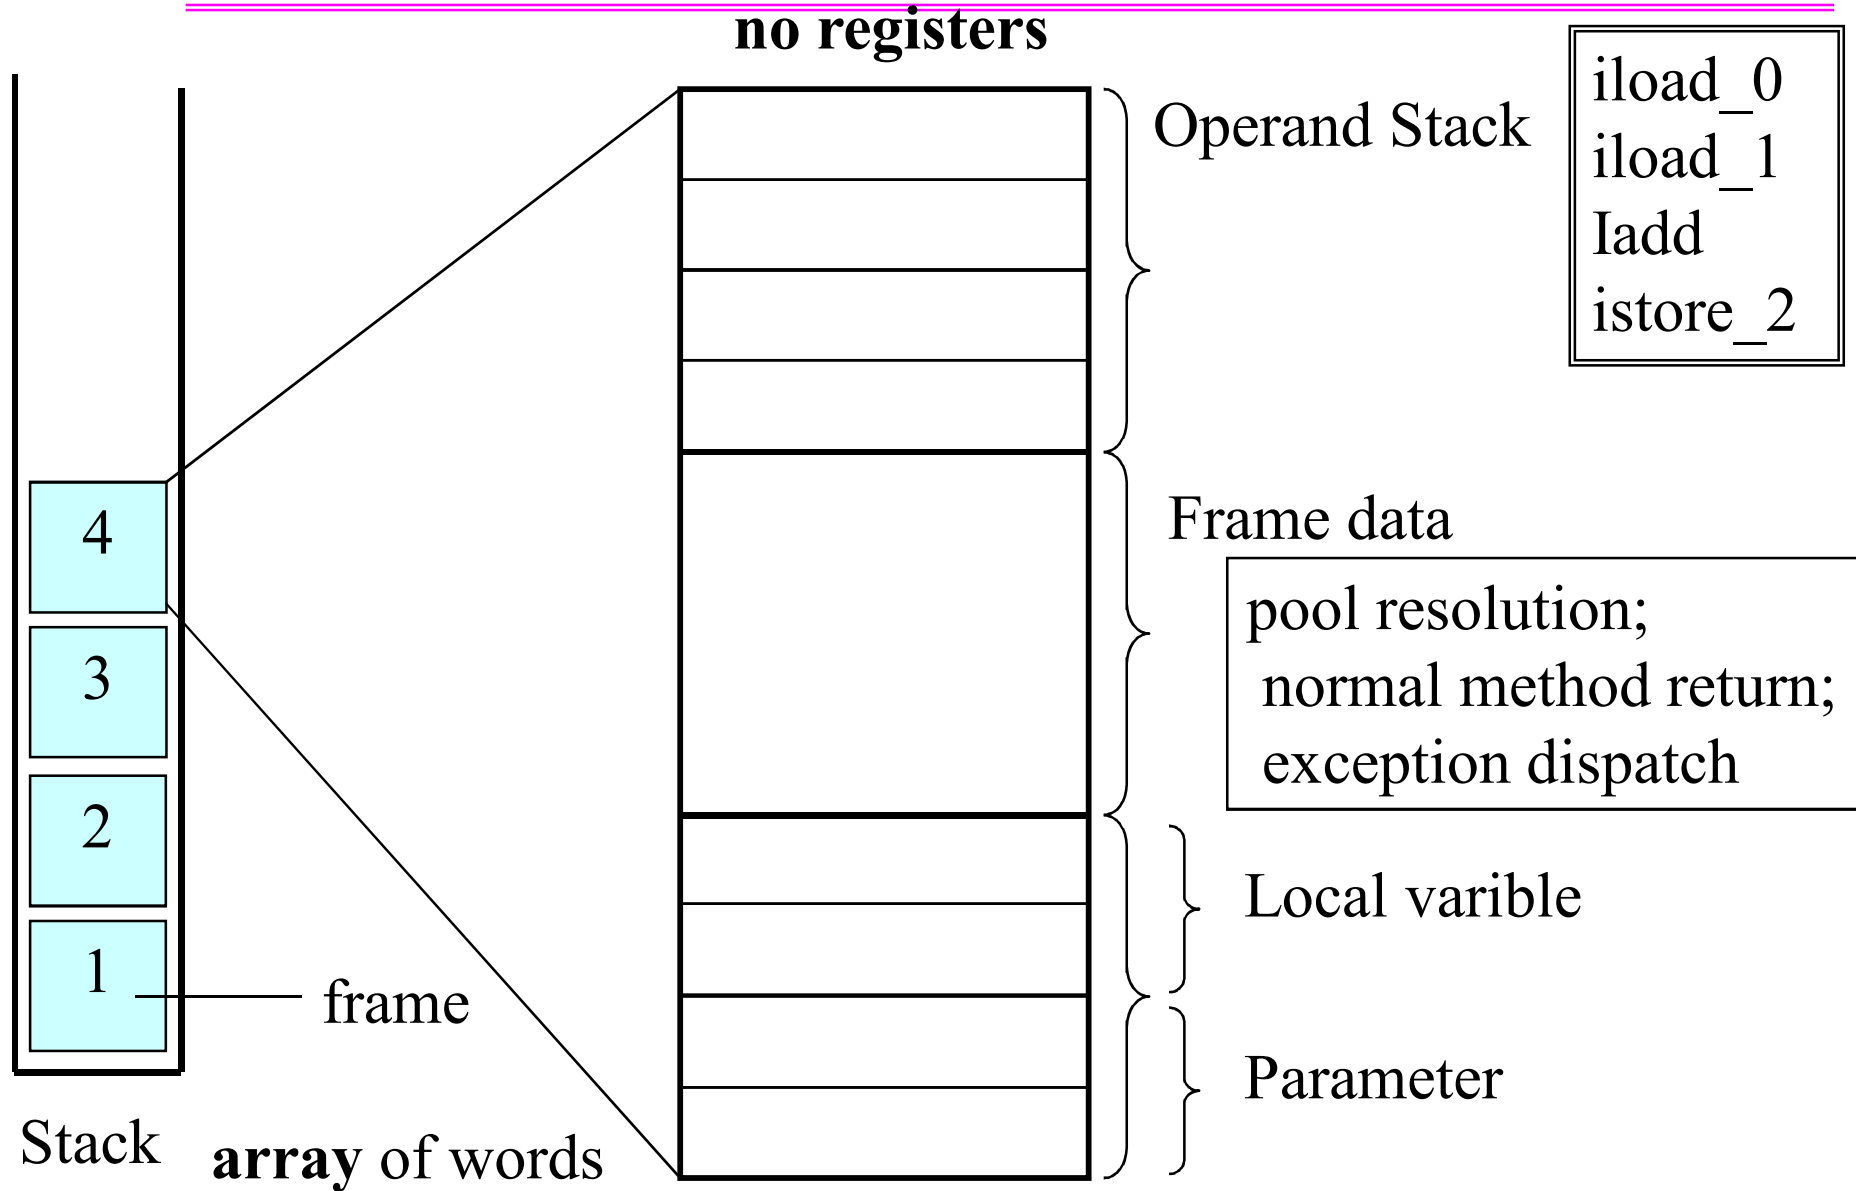 no registers
iload_0
iload_1
Iadd
istore_2
Operand Stack
4
3
2
1
frame
Frame data
pool resolution;
normal method return;
exception dispatch
Local varible
Parameter
Stack
array of words